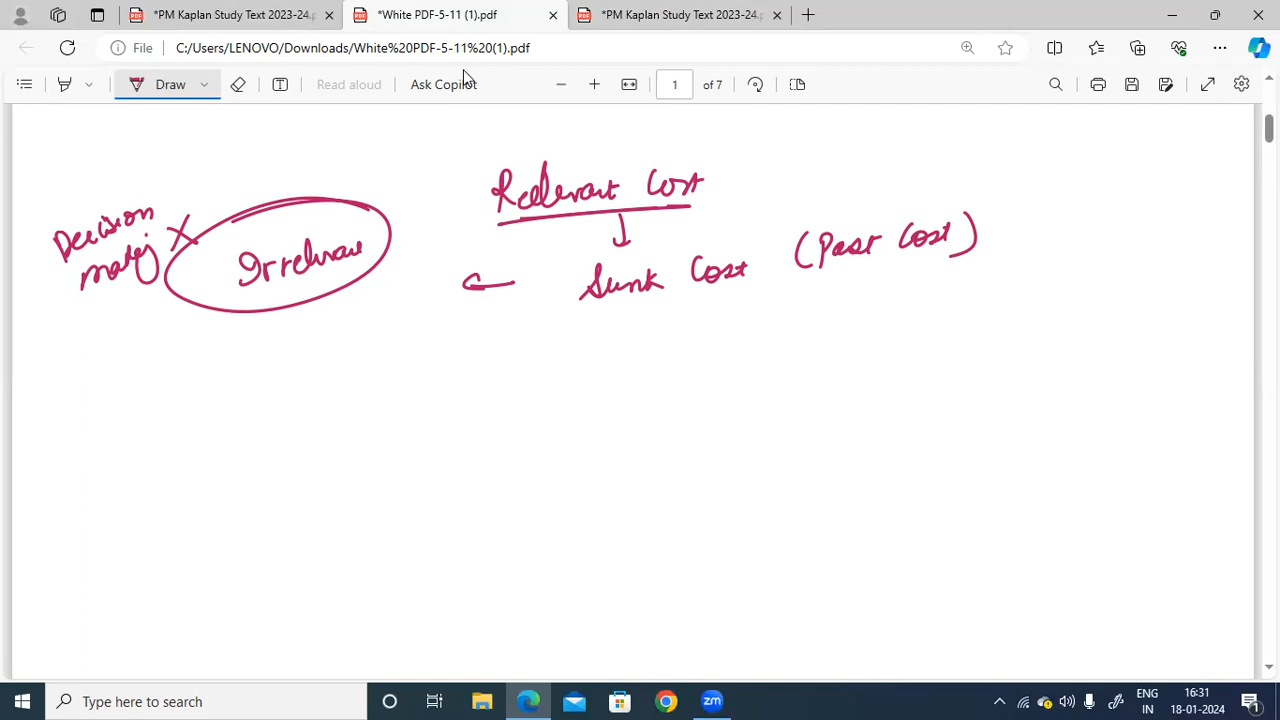 *PM Kaplan Study Text 2023-24.p
*White PDF-5-11 (1).pdf
*PM Kaplan Study Text 2023-24.p
File
C:/Users/LENOVO/Downloads/White%20PDF-5-11%20(1).pdf
Draw
Read aloud
Ask Copilot
1
of 7
Relevant Cost
Decision
Irrelevant
Sunk Cost (Past Cost)
Type here to search
ENG
IN
16:31
18-01-2024
1
zm